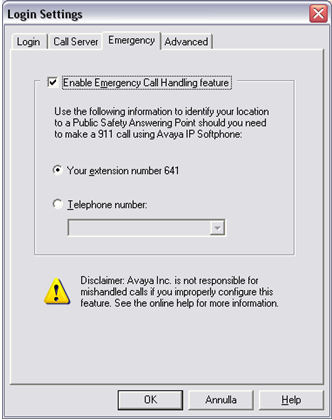 Login Settings
Login
Call Server
Emergency
Advanced
Enable Emergency Call Handling feature
Use the following information to identify your location
to a Public Safety Answering Point should you need
to make a 911 call using Avaya IP Softphone:
Your extension number 641
Telephone number:
Disclaimer: Avaya Inc. is not responsible for
mishandled calls if you improperly configure this
feature. See the online help for more information.
OK
Annulla
Help